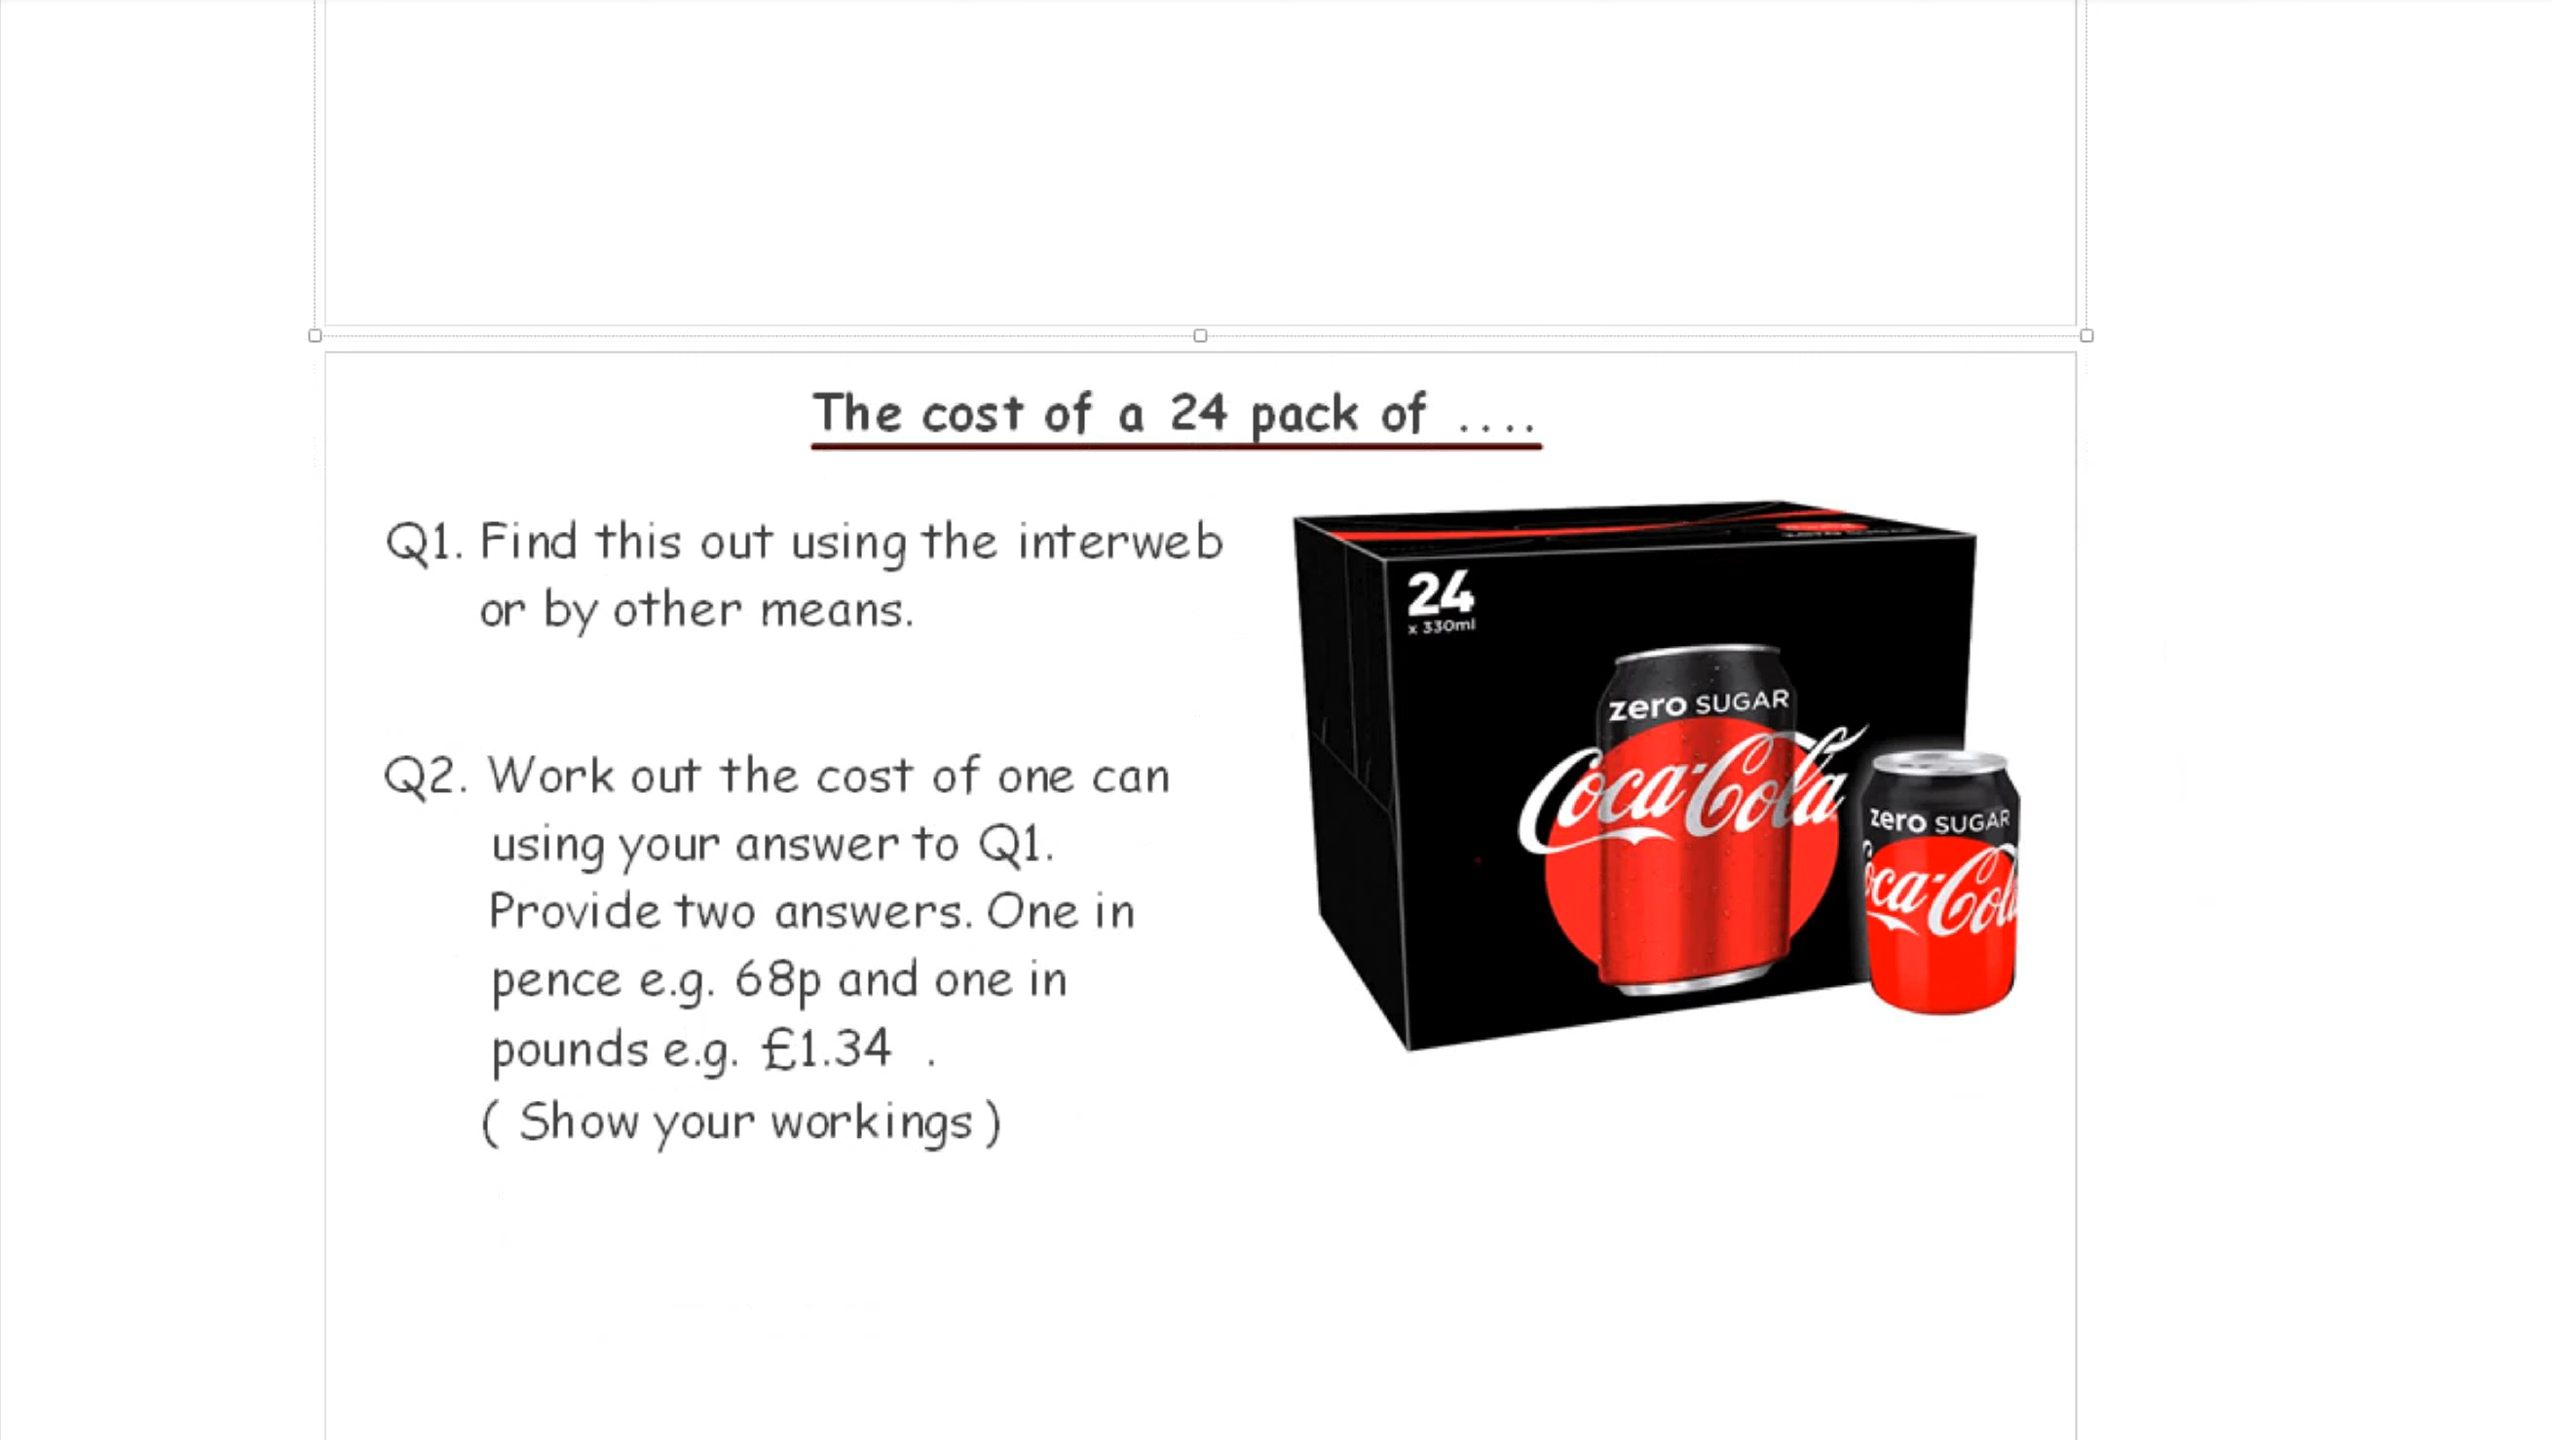 The cost of a 24 pack of ....
Q1. Find this out using the interweb
or by other means.
Q2. Work out the cost of one can
using your answer to Q1.
Provide two answers. One in
pence e.g. 68p and one in
pounds e.g. £1.34 .
( Show your workings )
24
x 330ml
zero SUGAR
Coca-Cola
zero SUGAR
Coca-Cola